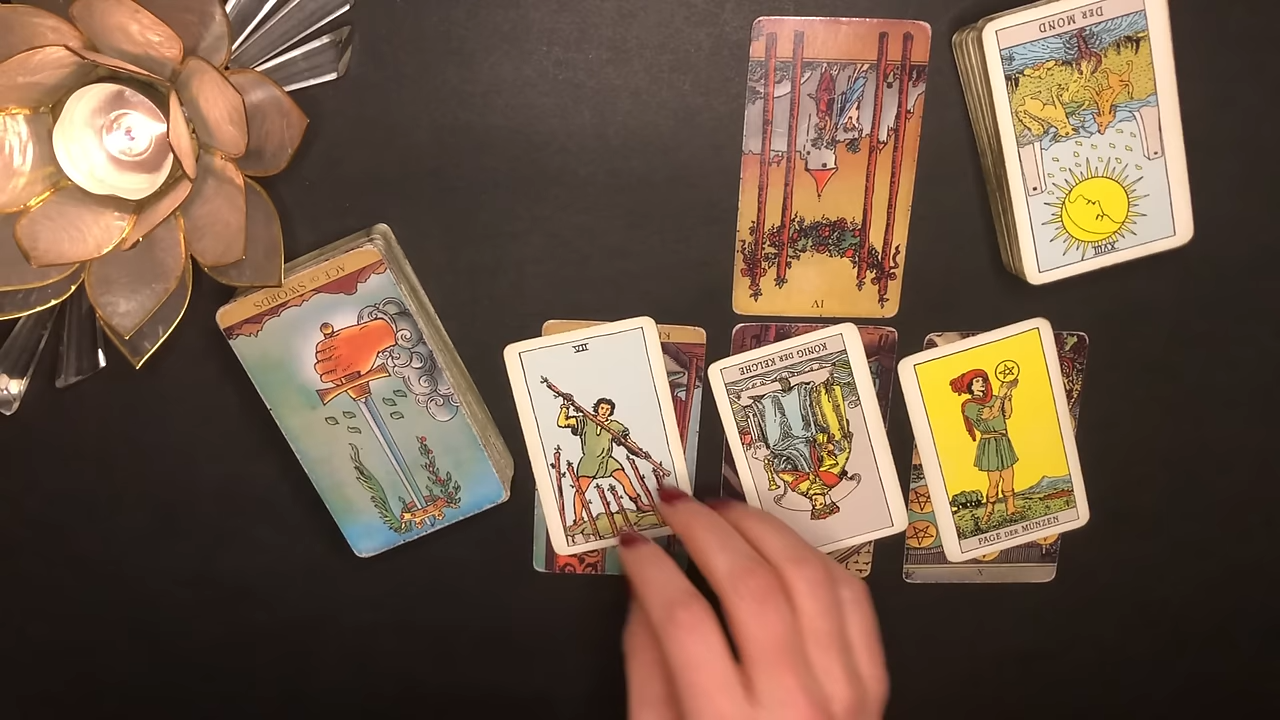 DER MOND
XVIII
IV
ACE OF SWORDS
VII
KÖNIG DER KELCHE
PAGE DER MÜNZEN
X